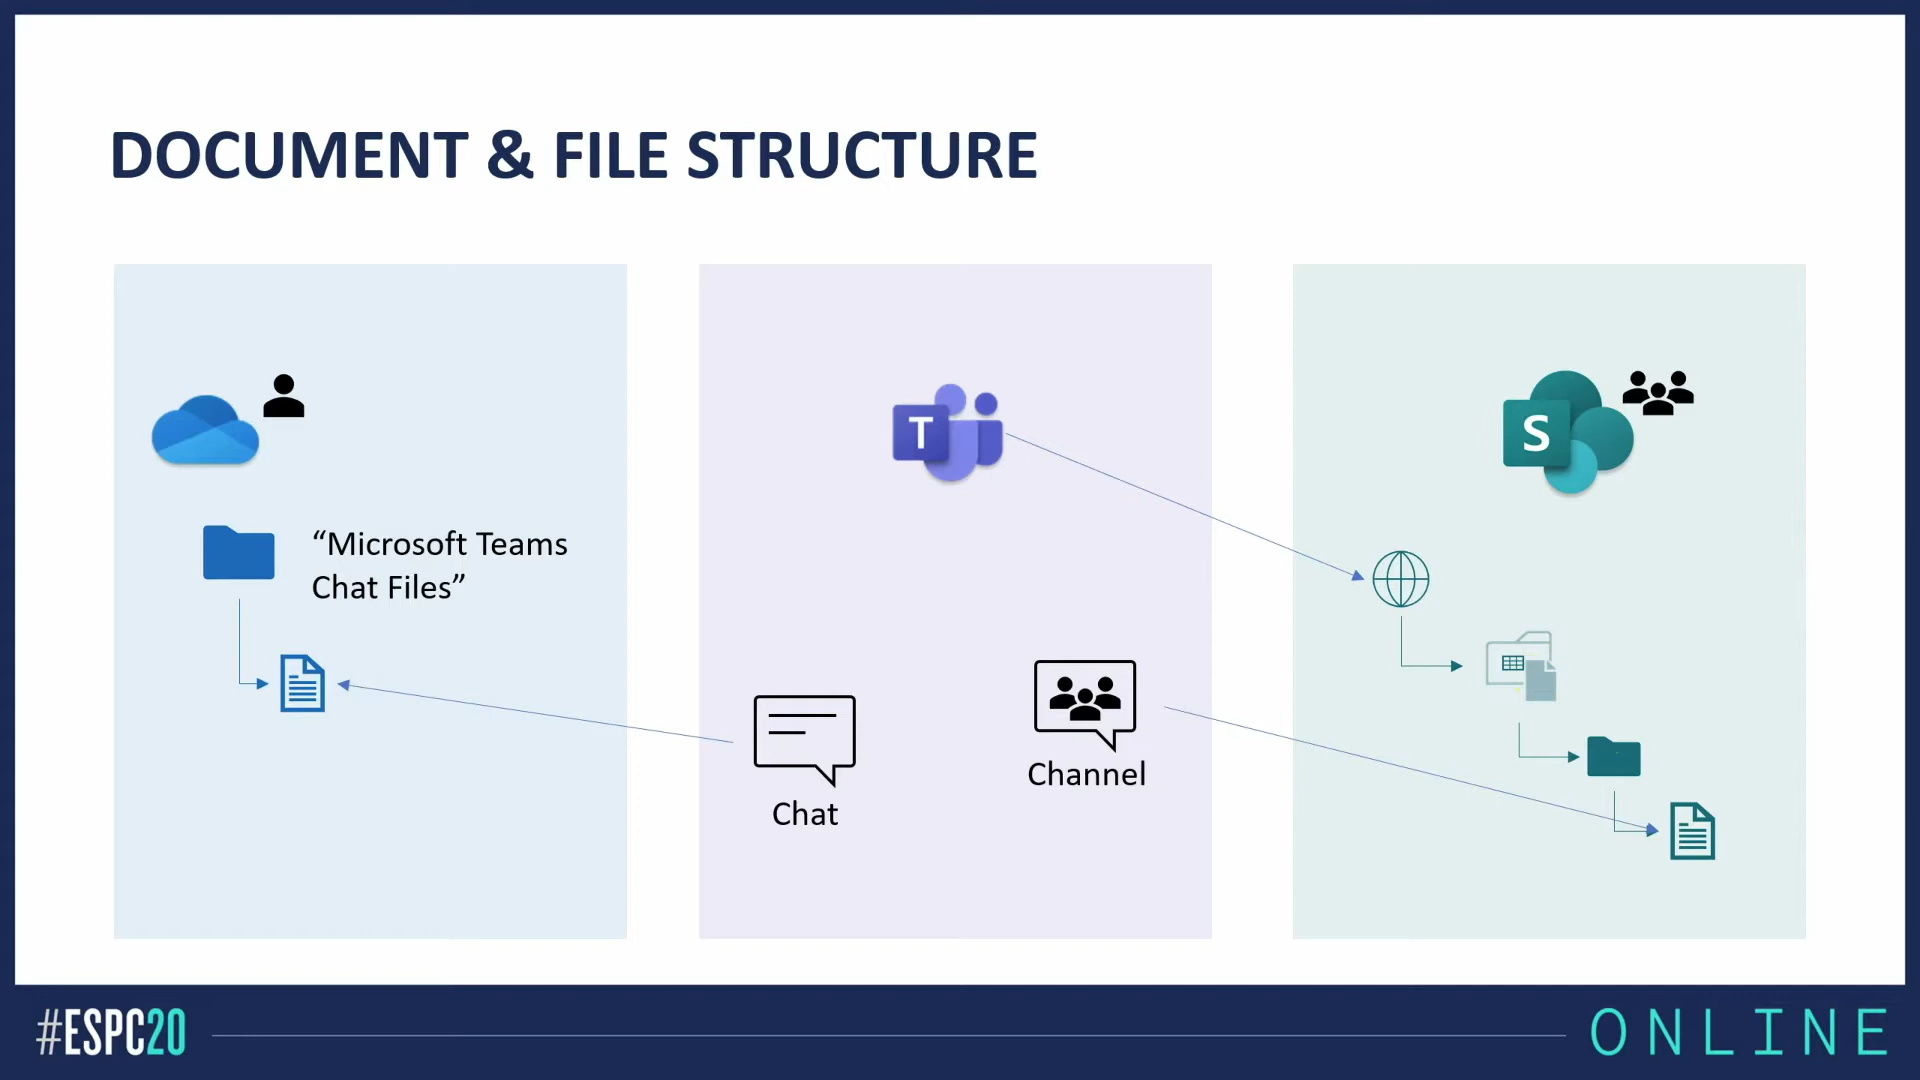 DOCUMENT & FILE STRUCTURE
“Microsoft Teams
Chat Files”
T
S
Chat
Channel
#ESPC20
ONLINE